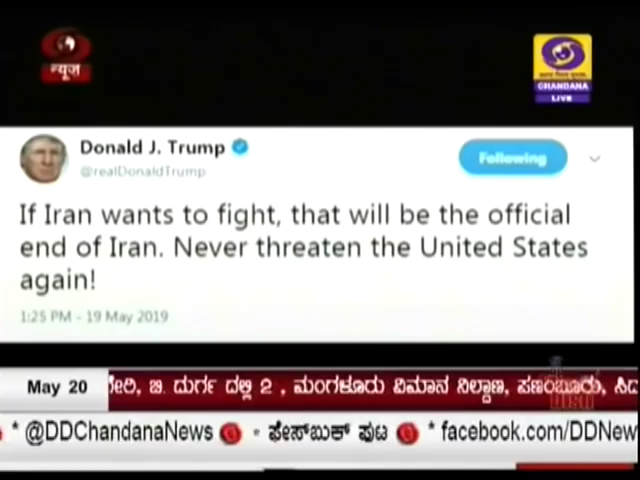 न्यूज़
CHANDANA
LIVE
Donald J. Trump
@realDonaldTrump
Following
If Iran wants to fight, that will be the official
end of Iran. Never threaten the United States
again!
1:25 PM - 19 May 2019
May 20
ಚಿ. ದುರ್ಗ ದಲ್ಲಿ 2 , ಮಂಗಳೂರು ವಿಮಾನ ನಿಲ್ದಾಣ, ಪಣಂಬೂರು,
* @DDChandanaNews • ಫೇಸ್‌ಬುಕ್ ಪುಟ * facebook.com/DDNew